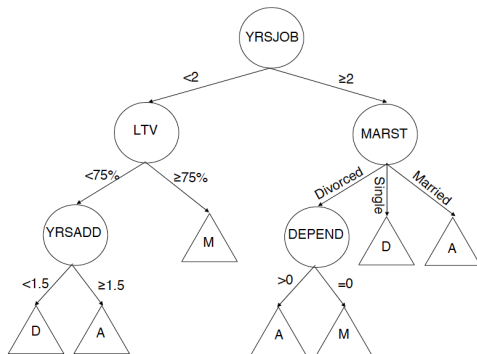 YRSJOB
<2
≥2
LTV
MARST
<75%
≥75%
Divorced
Single
Married
YRSADD
M
DEPEND
D
A
<1.5
≥1.5
>0
=0
D
A
A
M